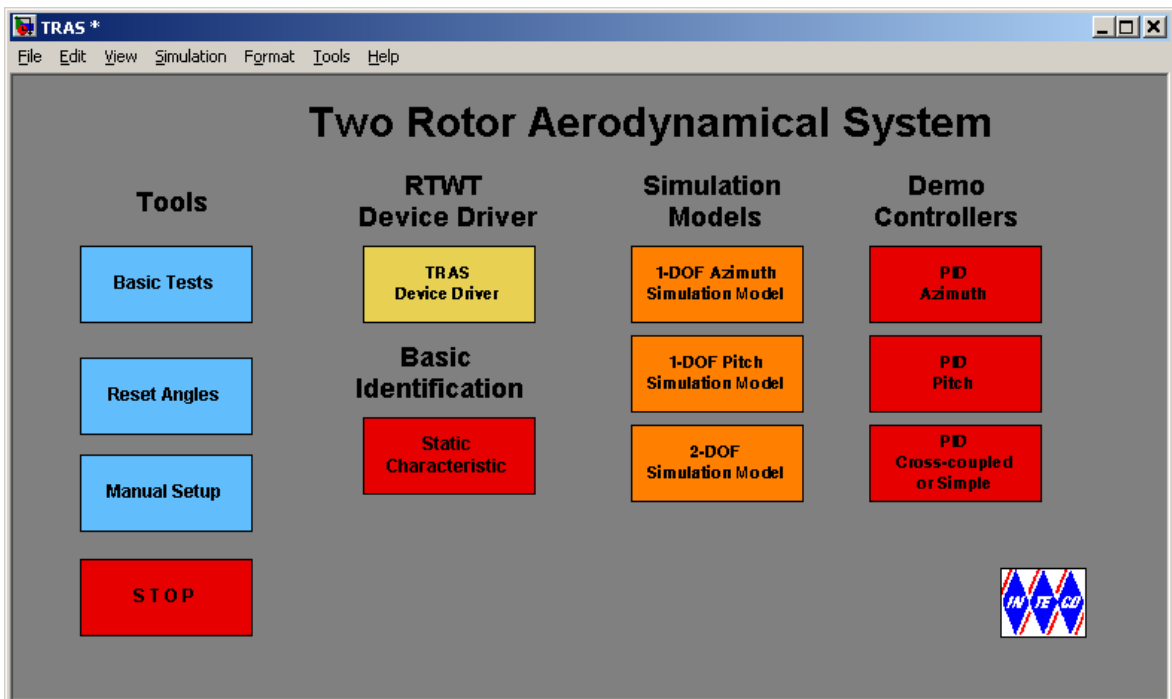 TRAS *
File Edit View Simulation Format Tools Help
Two Rotor Aerodynamical System
Tools
Basic Tests
Reset Angles
Manual Setup
STOP
RTWT
Device Driver
TRAS
Device Driver
Basic
Identification
Static
Characteristic
Simulation
Models
1-DOF Azimuth
Simulation Model
1-DOF Pitch
Simulation Model
2-DOF
Simulation Model
Demo
Controllers
PID
Azimuth
PID
Pitch
PID
Cross-coupled
or Simple
IN TE CO